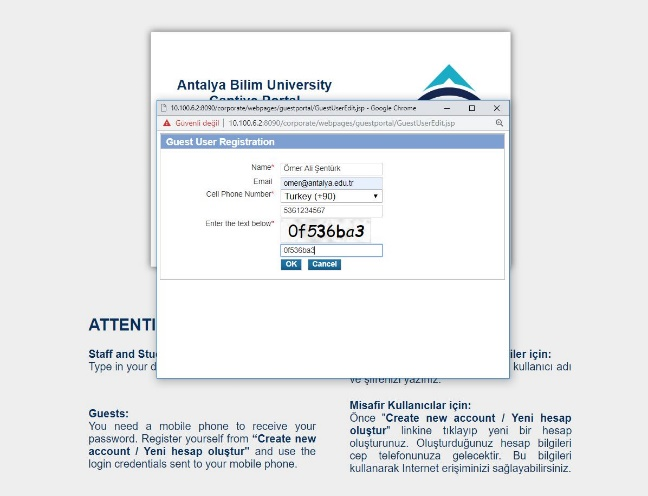 Antalya Bilim University
Captive Portal
10.100.6.2:8090/corporate/webpages/guestportal/GuestUserEdit.jsp - Google Chrome
Güvenli değil | 10.100.6.2:8090/corporate/webpages/guestportal/GuestUserEdit.jsp
Guest User Registration
Name* Ömer Ali Şentürk
Email omer@antalya.edu.tr
Cell Phone Number* Turkey (+90)
5361234567
Enter the text below* 0f536ba3
0f536ba3
OK Cancel
ATTENTI
Staff and Stu
Type in your d
iler için:
kullanıcı adı
ve şifrenizi yazınız.
Guests:
You need a mobile phone to receive your
password. Register yourself from “Create new
account / Yeni hesap oluştur” and use the
login credentials sent to your mobile phone.
Misafir Kullanıcılar için:
Önce "Create new account / Yeni hesap
oluştur" linkine tıklayıp yeni bir hesap
oluşturunuz. Oluşturduğunuz hesap bilgileri
cep telefonunuza gelecektir. Bu bilgileri
kullanarak Internet erişiminizi sağlayabilirsiniz.